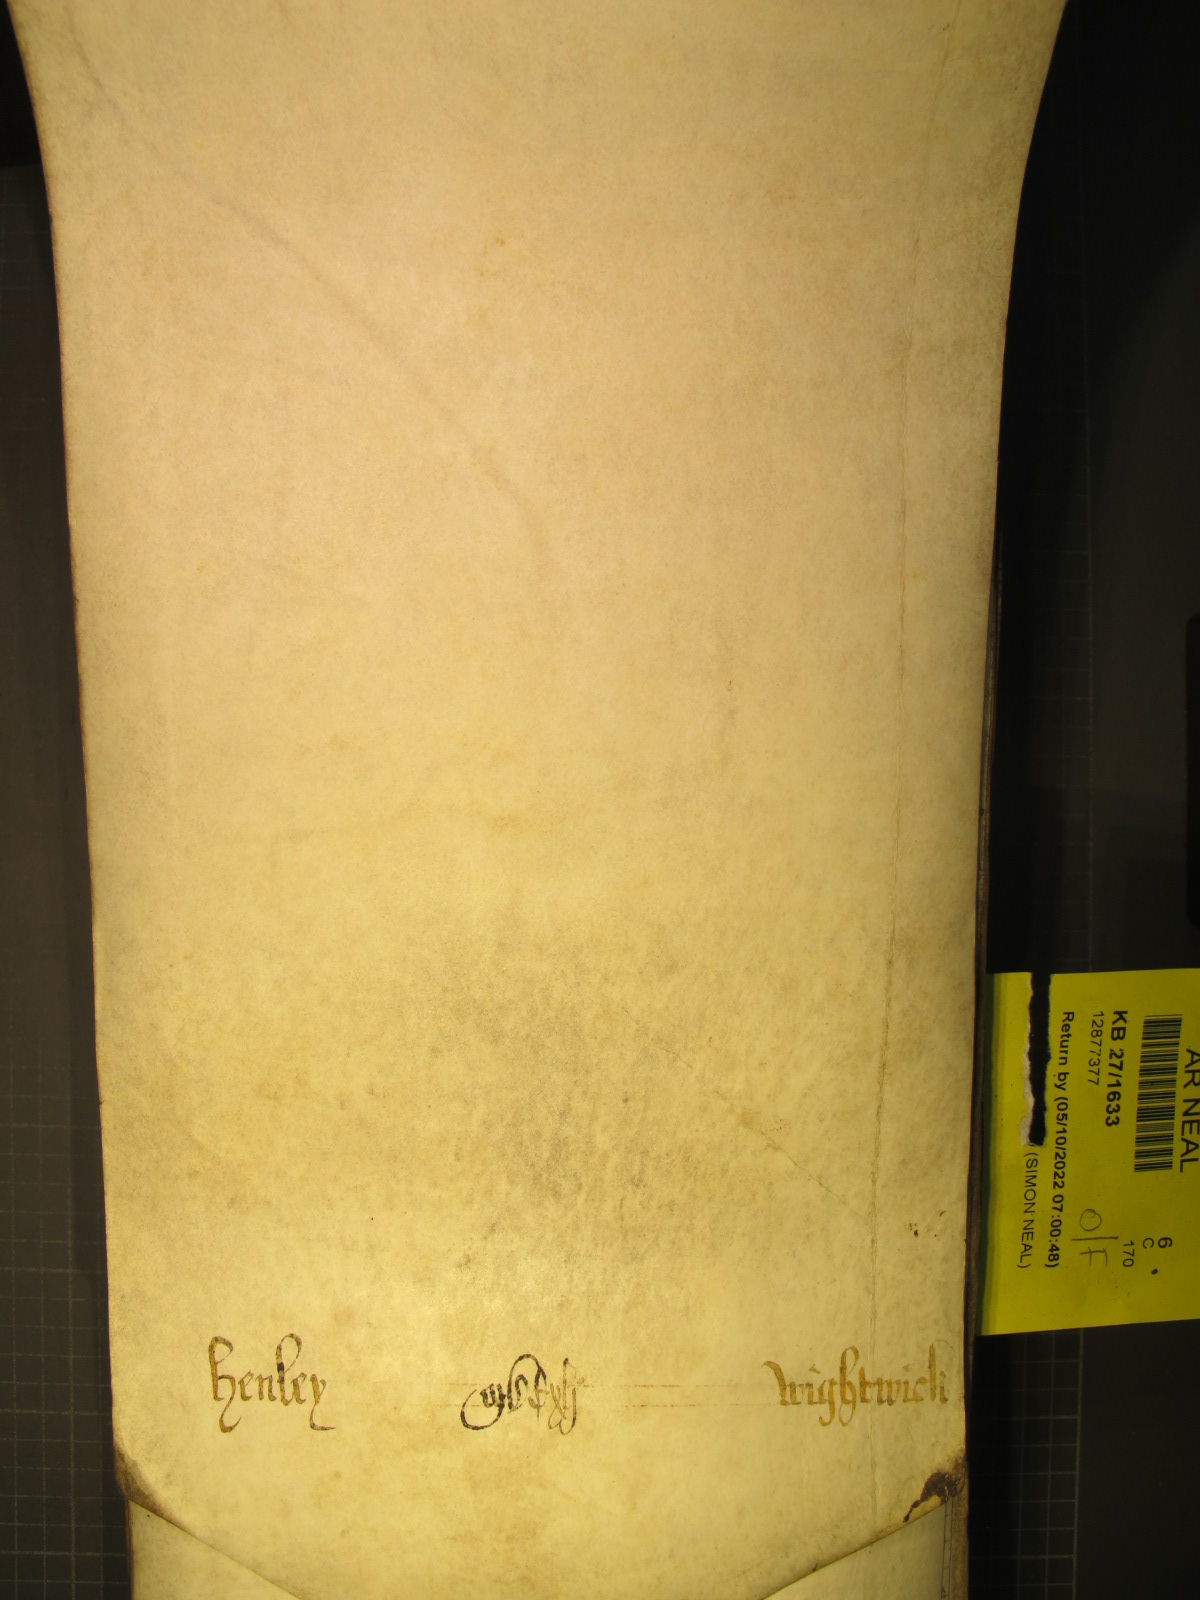 Henley Wightwick
AR NEAL
6
C
170
KB 27/1633
12877377
O/F
Return by (05/10/2022 07:00:48)
(SIMON NEAL)